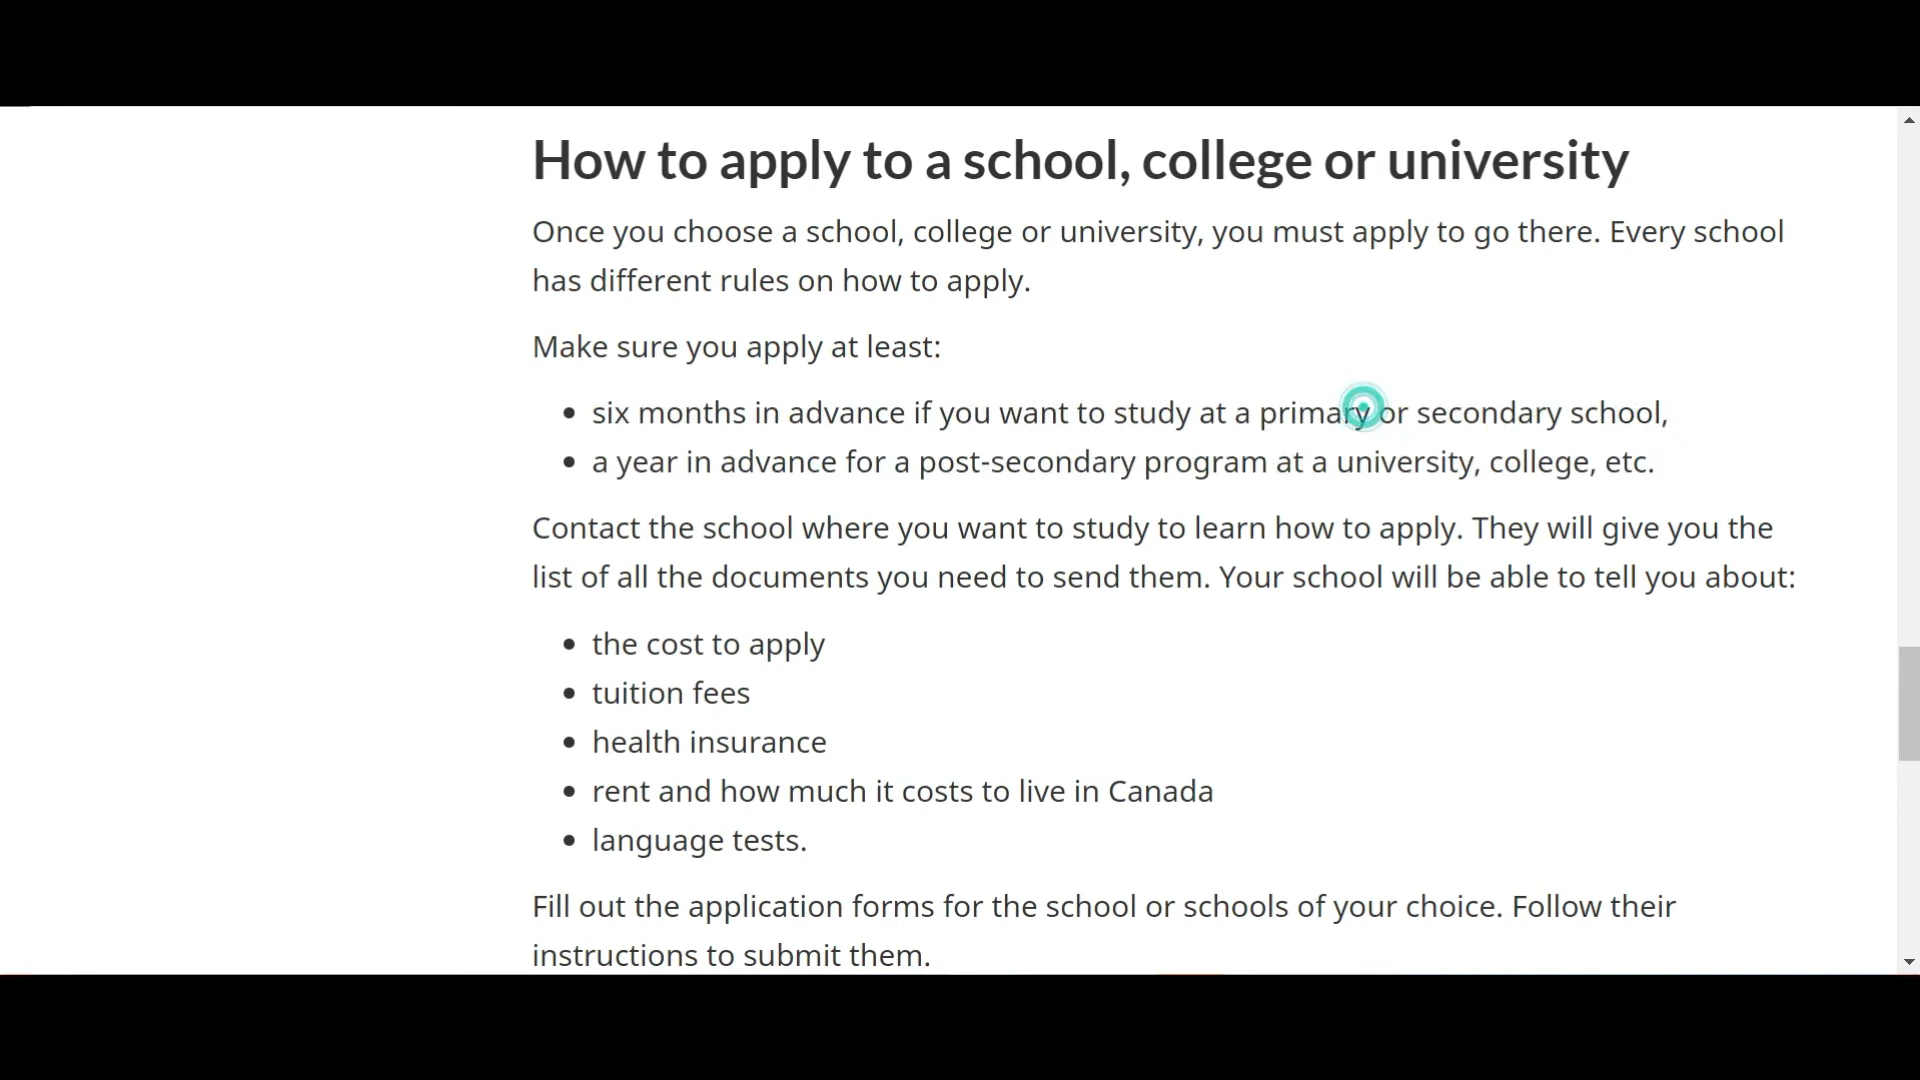 How to apply to a school, college or university
Once you choose a school, college or university, you must apply to go there. Every school
has different rules on how to apply.
Make sure you apply at least:
• six months in advance if you want to study at a primary or secondary school,
• a year in advance for a post-secondary program at a university, college, etc.
Contact the school where you want to study to learn how to apply. They will give you the
list of all the documents you need to send them. Your school will be able to tell you about:
• the cost to apply
• tuition fees
• health insurance
• rent and how much it costs to live in Canada
• language tests.
Fill out the application forms for the school or schools of your choice. Follow their
instructions to submit them.